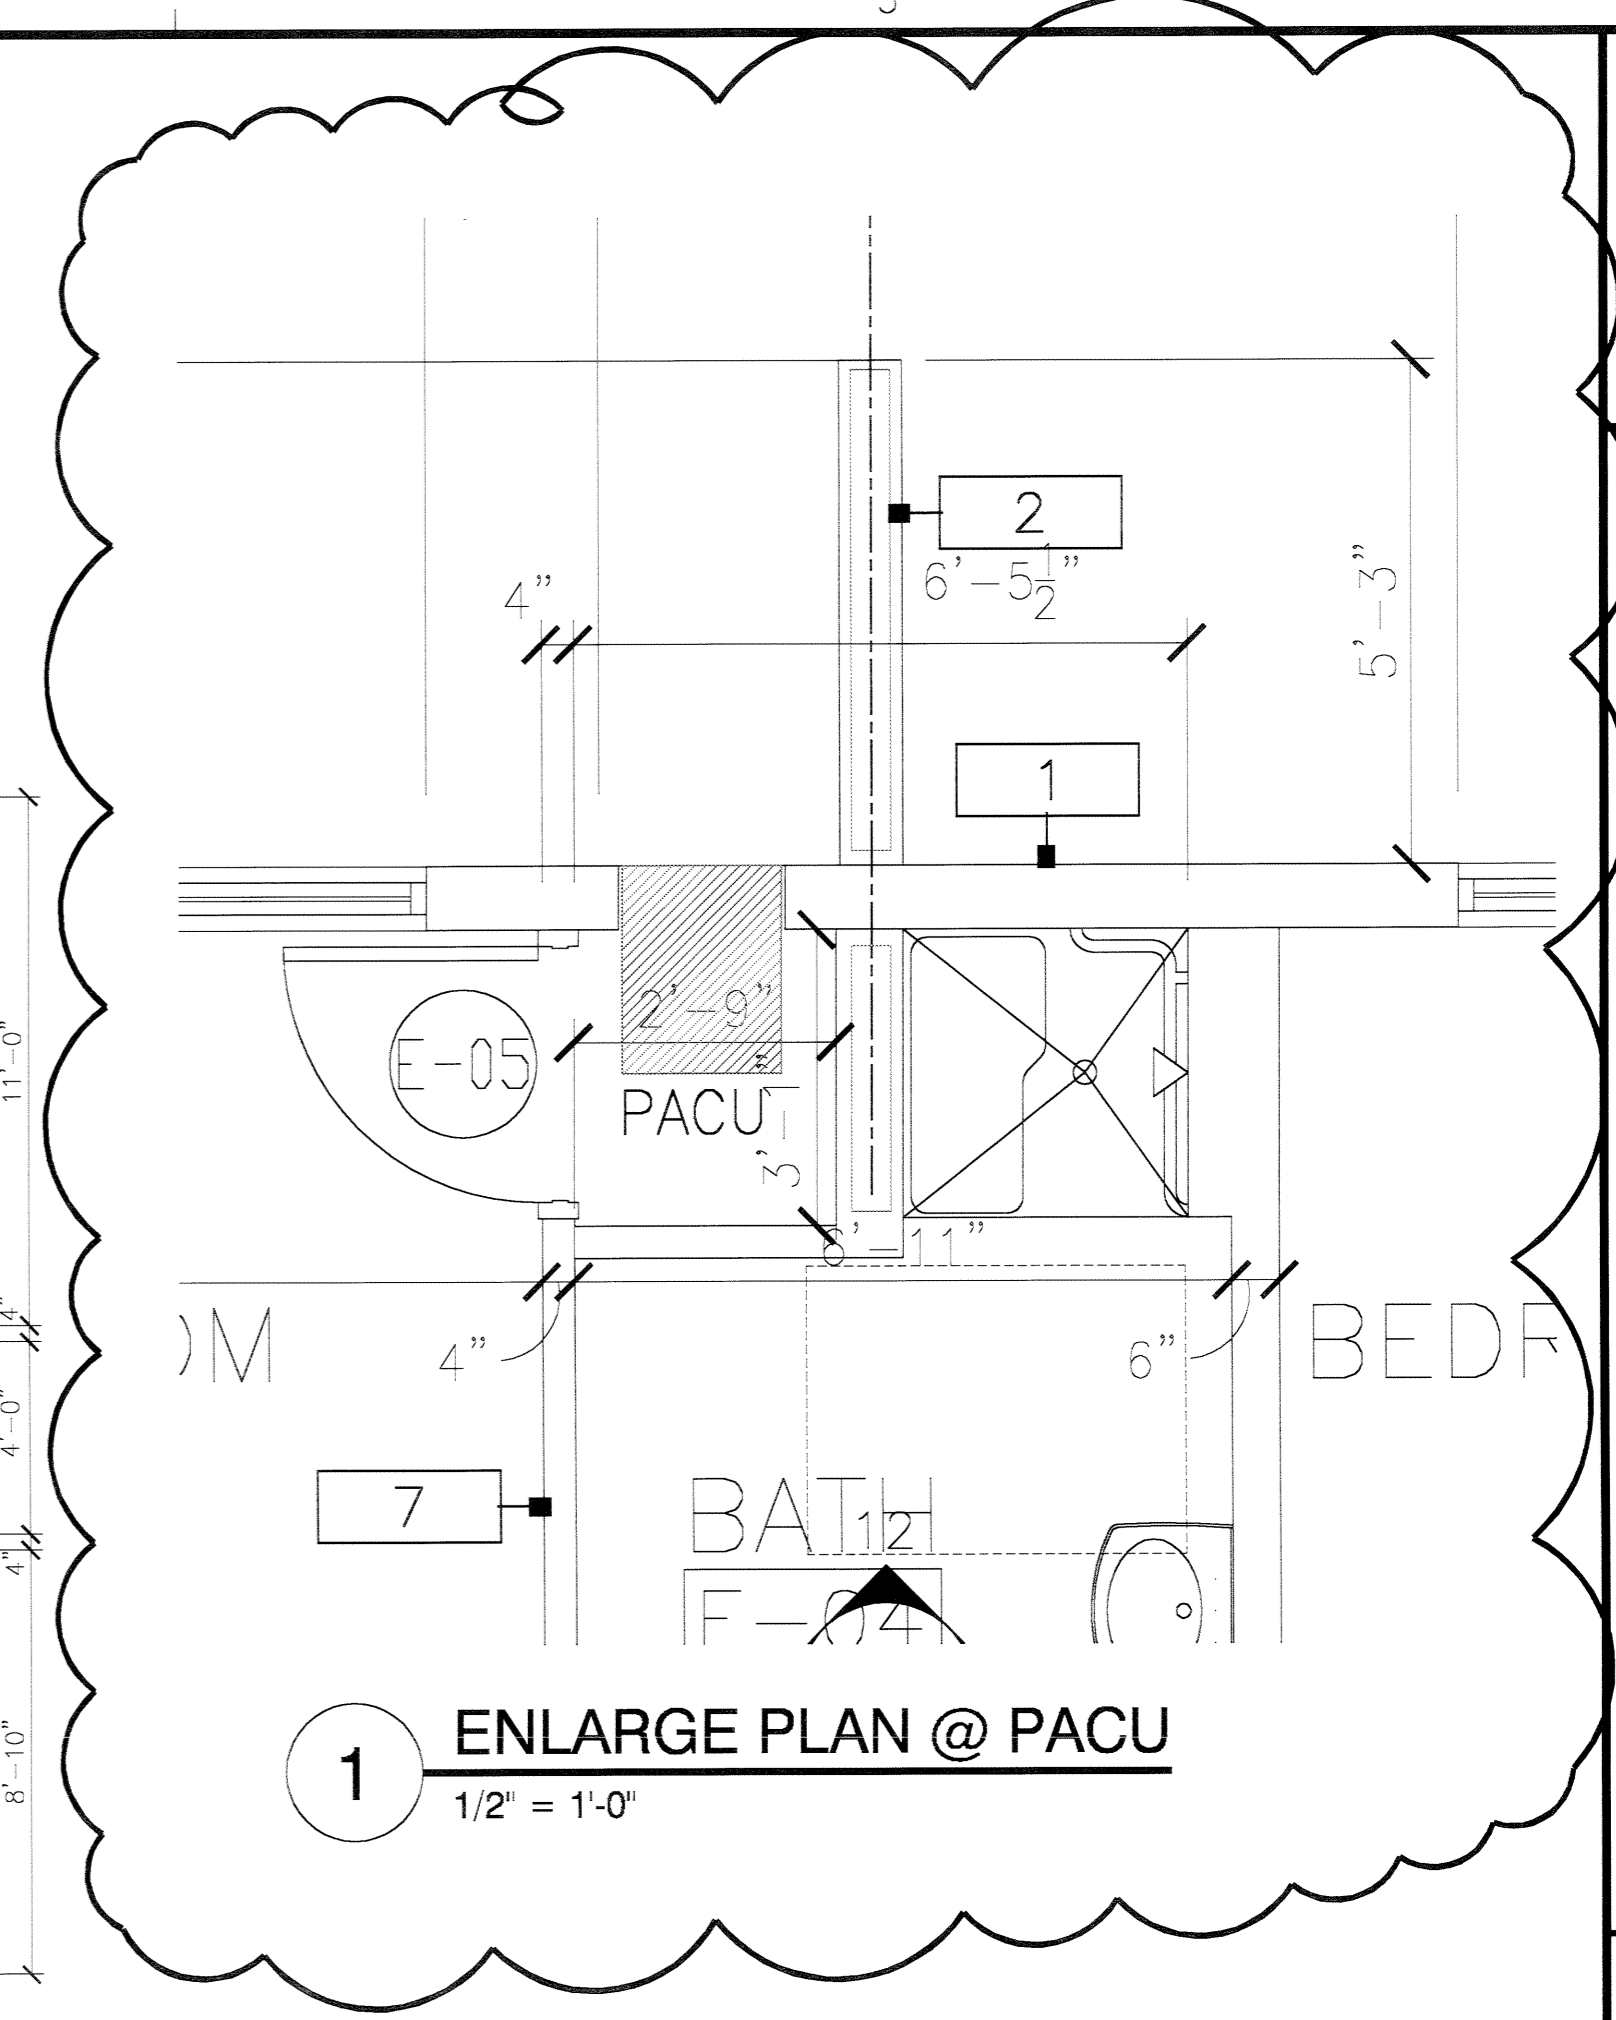 2
6'-5 1/2"
4"
5'-3"
1
11'-0"
2'-9"
E-05
PACU
3'-1"
6'-11"
4"
4'-0"
4"
6"
BEDR
OM
7
BATH
12
4"
E-04
8'-10"
1
ENLARGE PLAN @ PACU
1/2" = 1'-0"